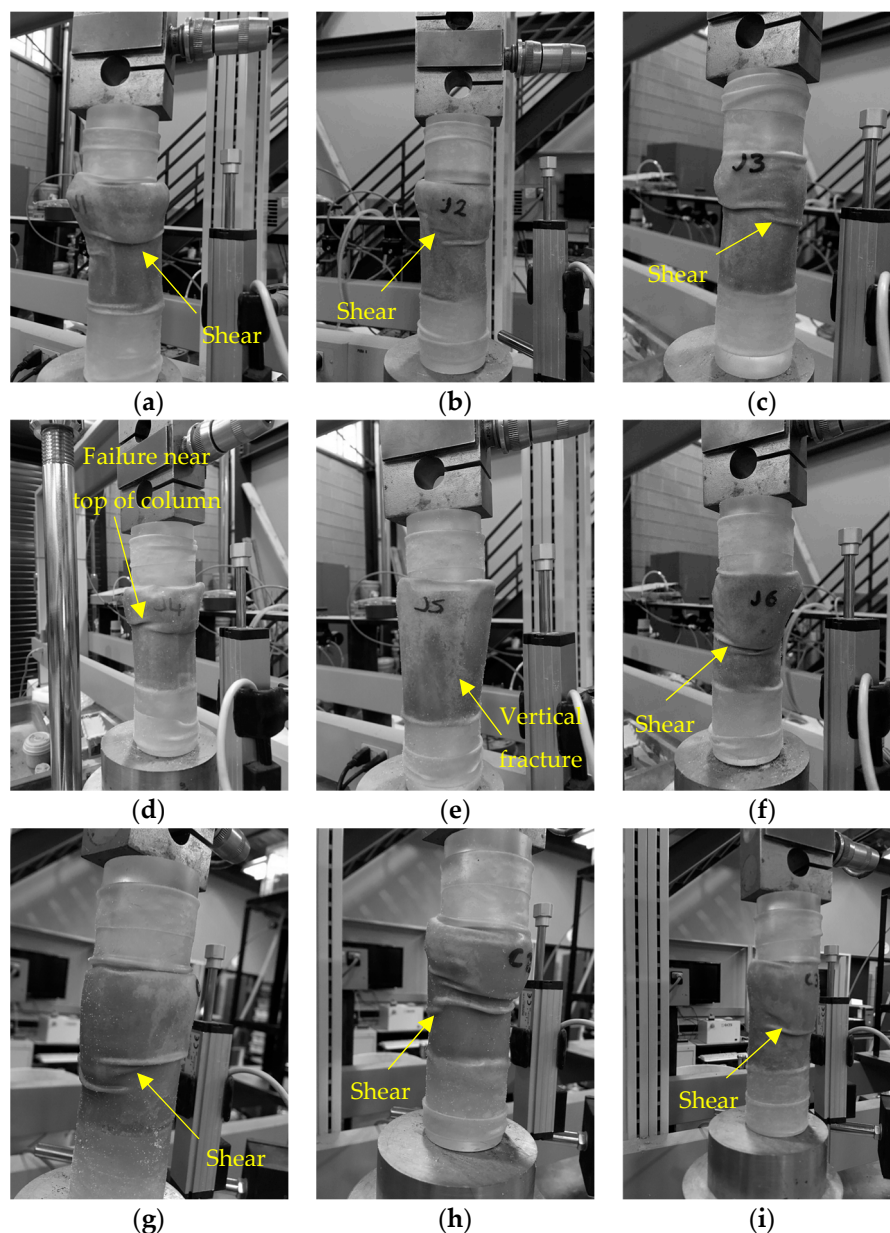 J2
J3
Shear
Shear
Shear
(a)
(b)
(c)
Failure near
top of column
J4
J5
J6
Vertical
fracture
Shear
(d)
(e)
(f)
Shear
Shear
Shear
(g)
(h)
(i)